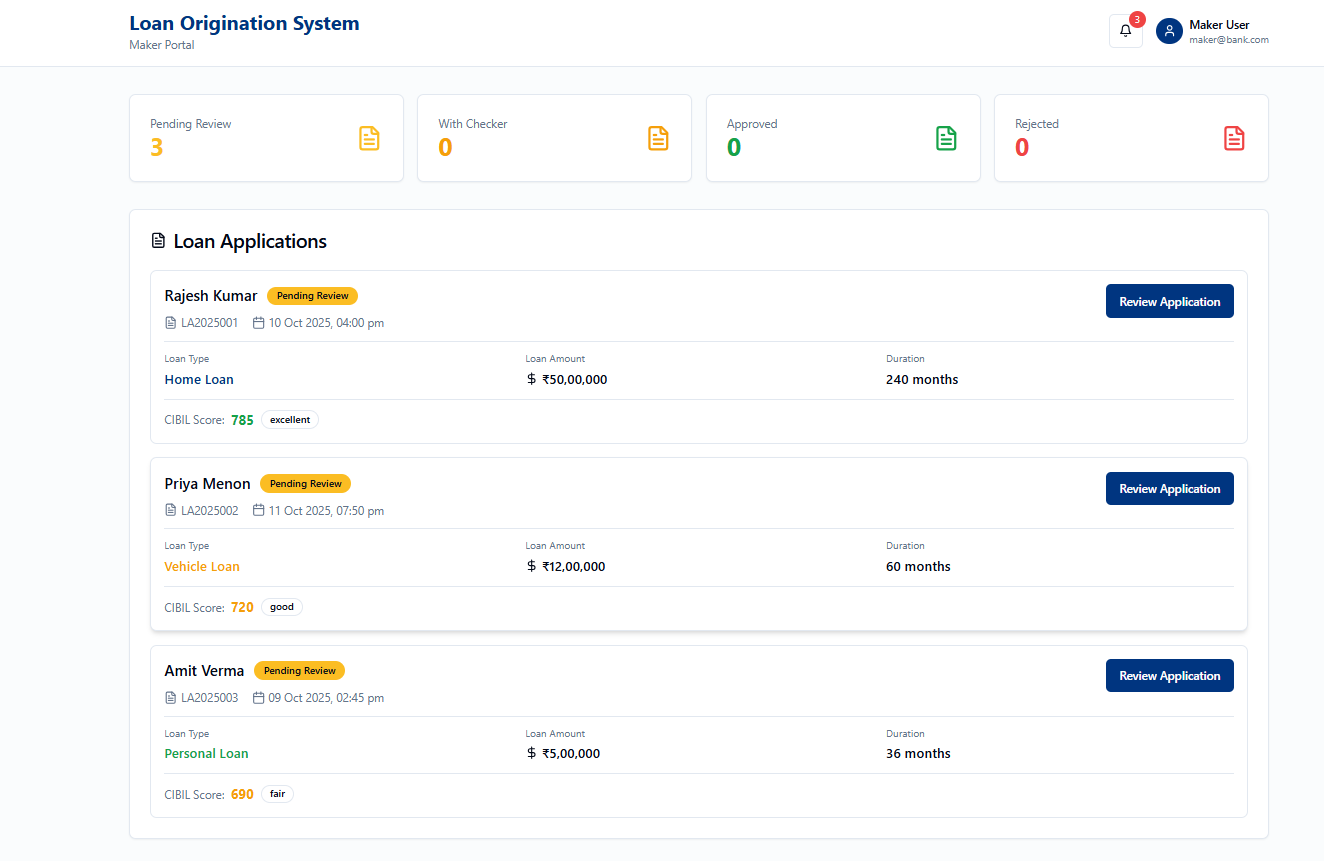 Loan Origination System
Maker Portal
3
Maker User
maker@bank.com
Pending Review
3
With Checker
0
Approved
0
Rejected
0
Loan Applications
Rajesh Kumar Pending Review
Review Application
LA2025001 10 Oct 2025, 04:00 pm
Loan Type Loan Amount Duration
Home Loan $ ₹50,00,000 240 months
CIBIL Score: 785 excellent
Priya Menon Pending Review
Review Application
LA2025002 11 Oct 2025, 07:50 pm
Loan Type Loan Amount Duration
Vehicle Loan $ ₹12,00,000 60 months
CIBIL Score: 720 good
Amit Verma Pending Review
Review Application
LA2025003 09 Oct 2025, 02:45 pm
Loan Type Loan Amount Duration
Personal Loan $ ₹5,00,000 36 months
CIBIL Score: 690 fair